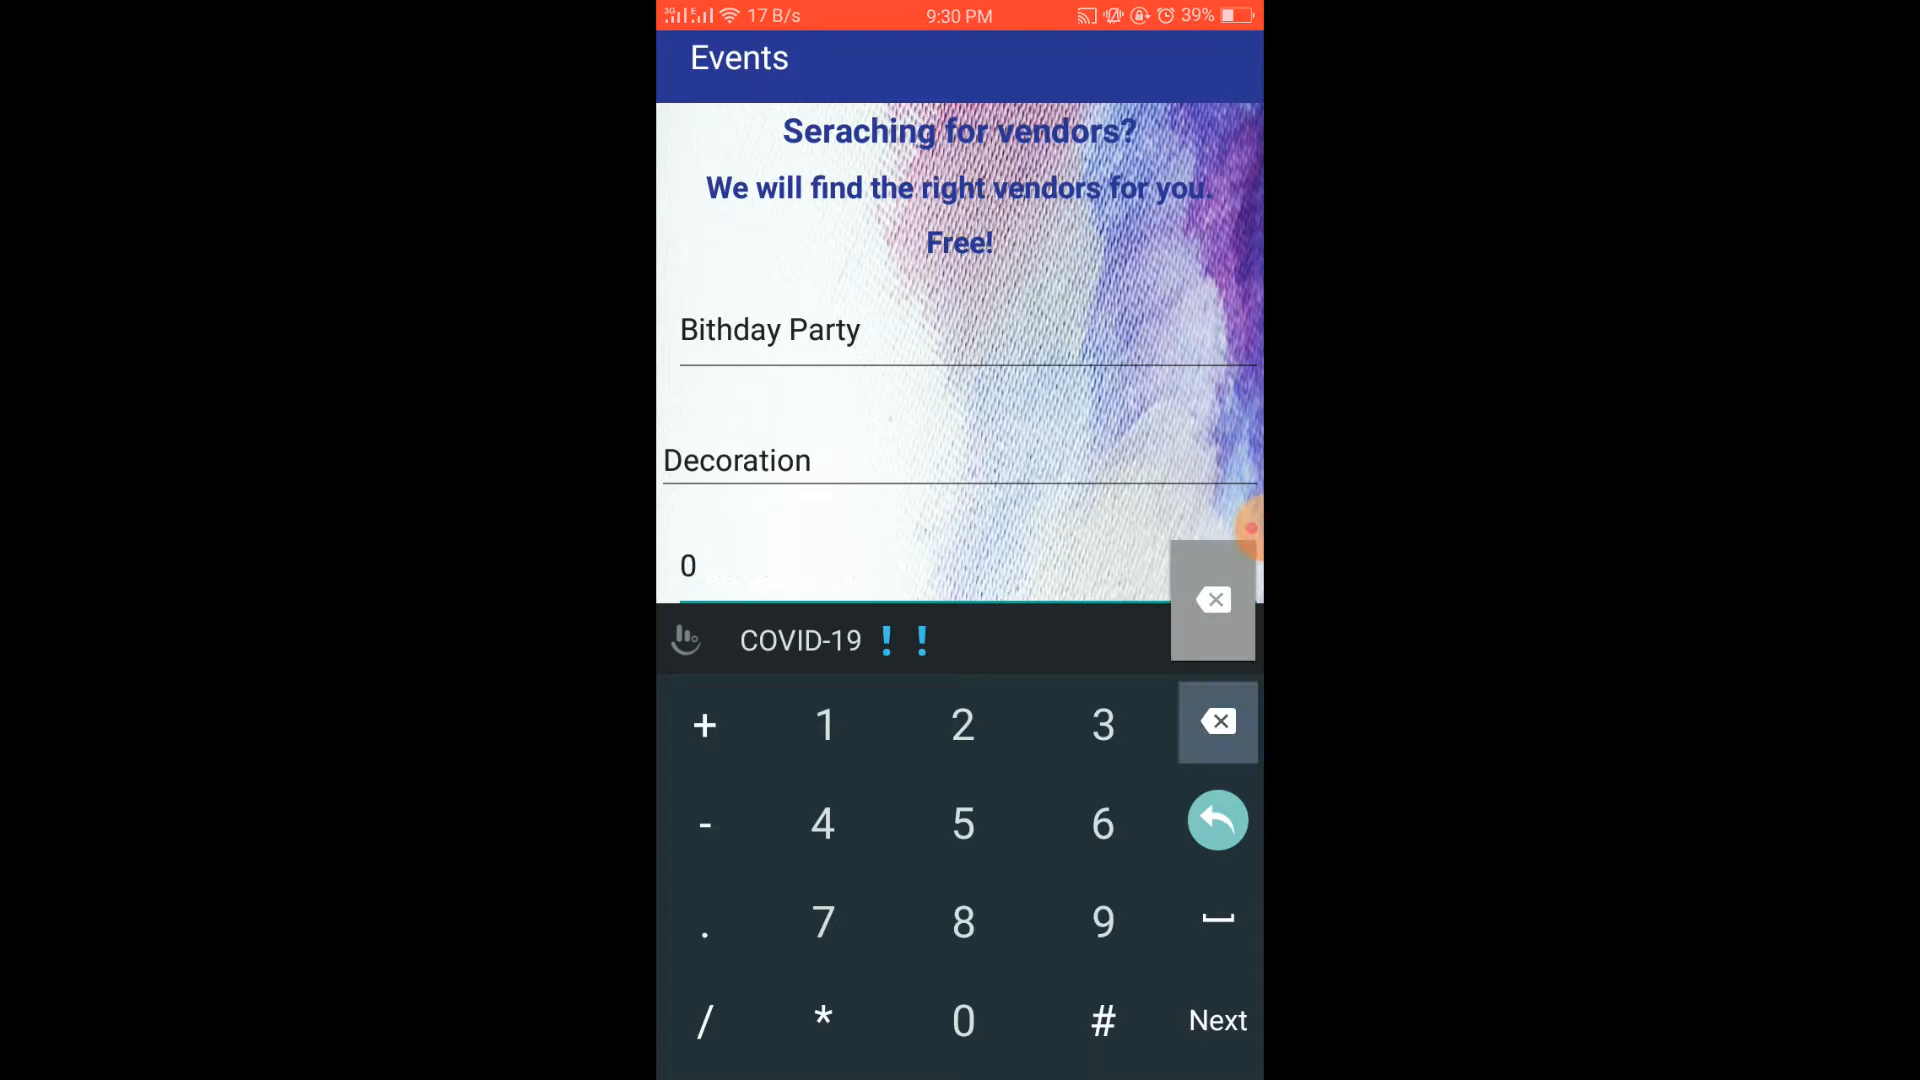 3G E 17 B/s 9:30 PM 39%
Events
Seraching for vendors?
We will find the right vendors for you.
Free!
Bithday Party
Decoration
0
COVID-19 ! !
+ 1 2 3
- 4 5 6
. 7 8 9
/ * 0 # Next